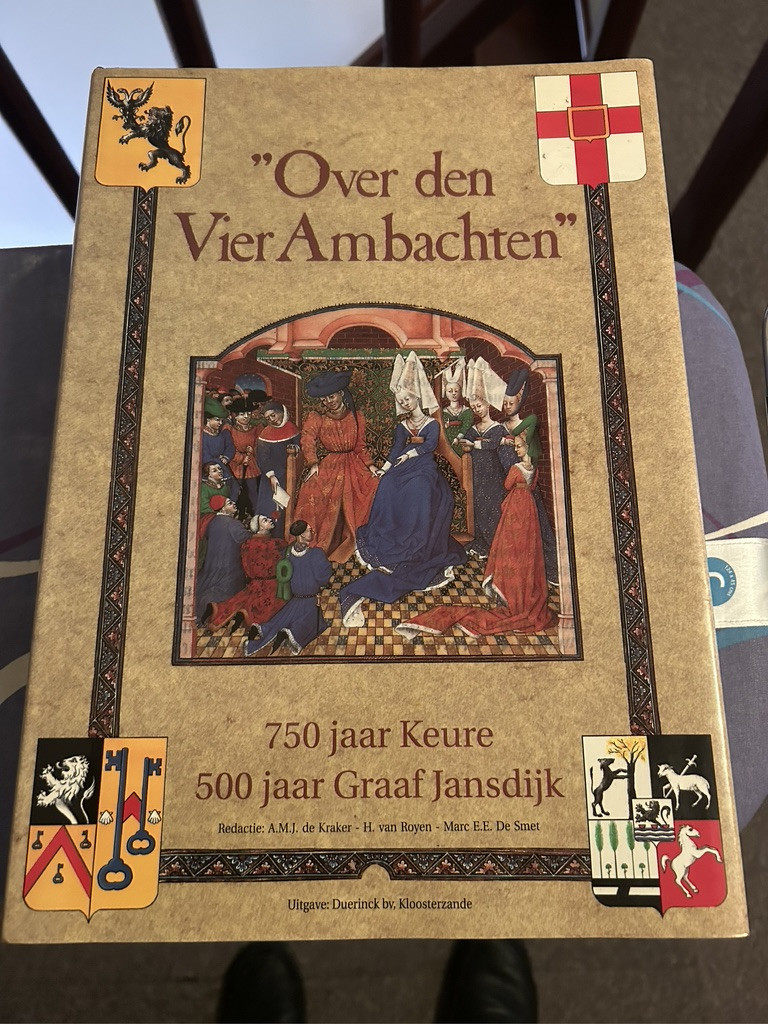 "Over den
Vier Ambachten"
750 jaar Keure
500 jaar Graaf Jansdijk
Redactie: A.M.J. de Kraker - H. van Royen - Marc E.E. De Smet
Uitgave: Duerinck bv, Kloosterzande